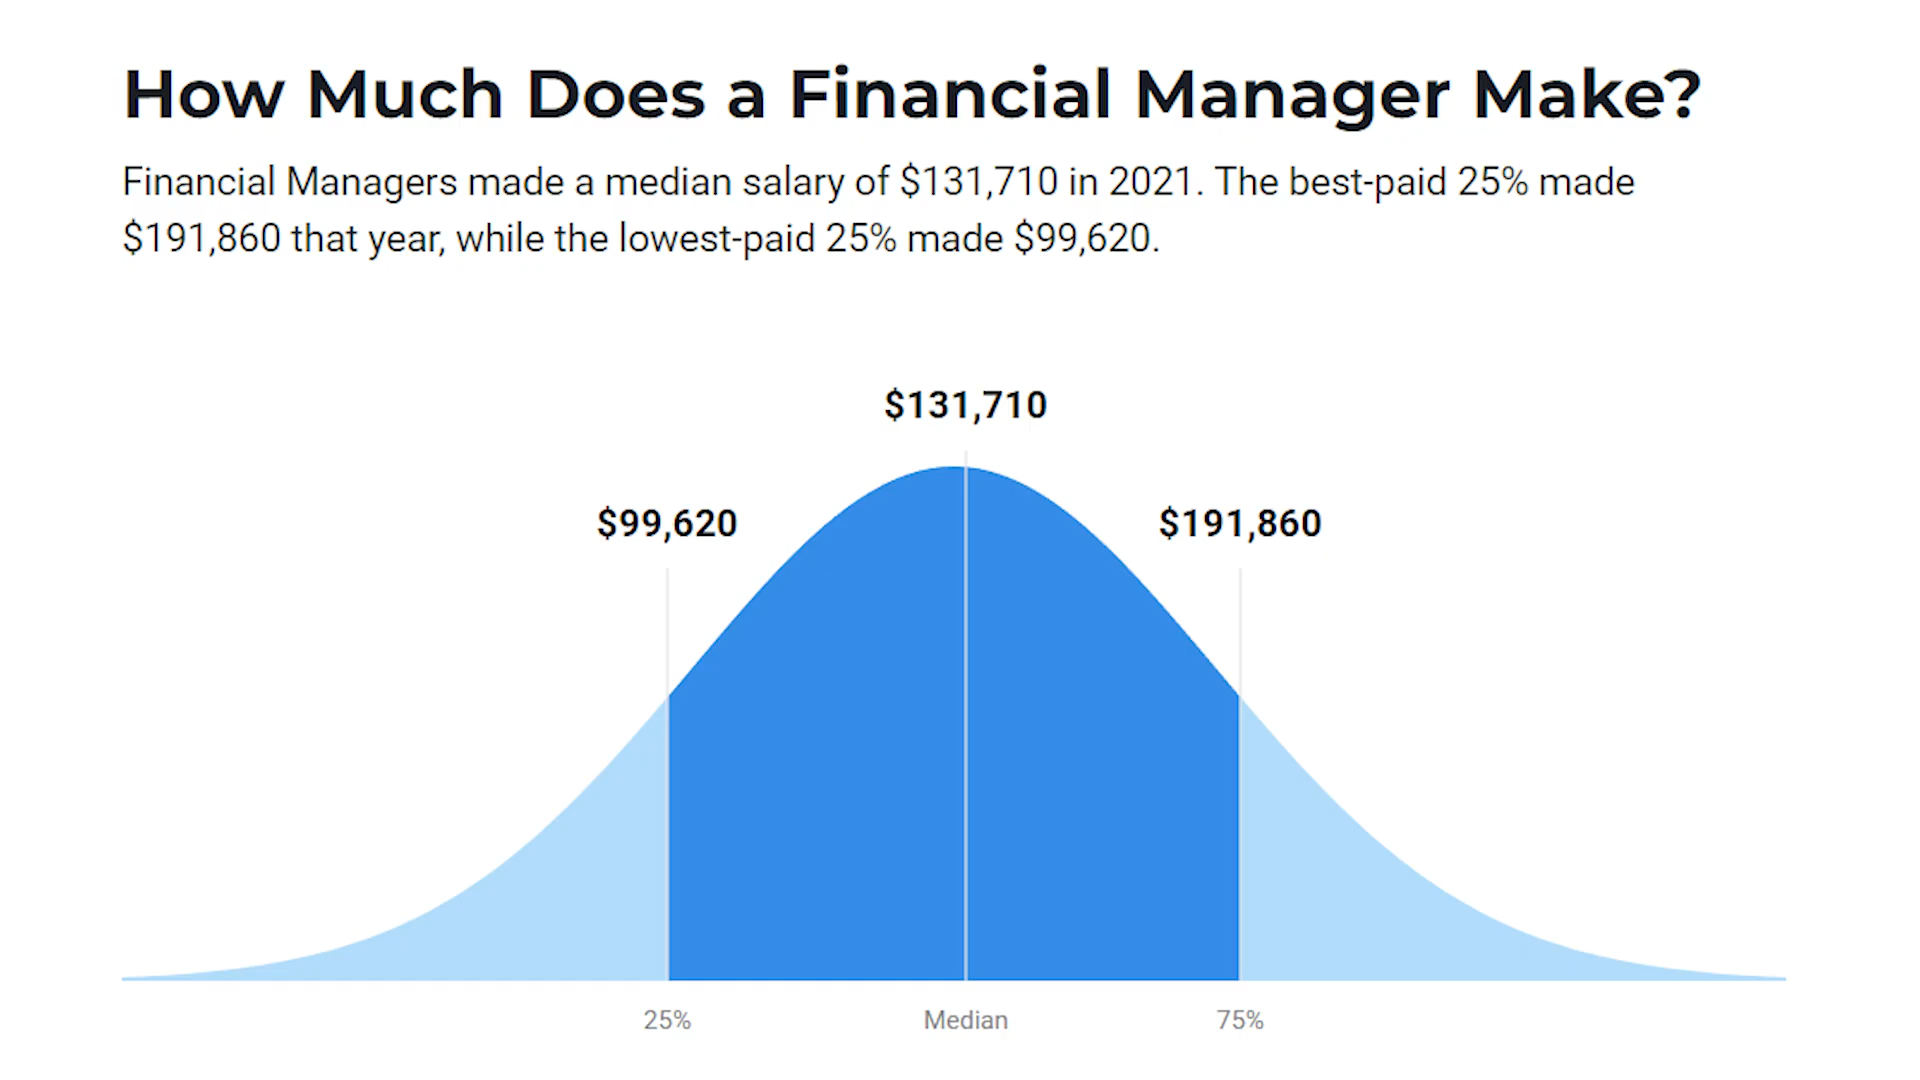 How Much Does a Financial Manager Make?
Financial Managers made a median salary of $131,710 in 2021. The best-paid 25% made
$191,860 that year, while the lowest-paid 25% made $99,620.
$131,710
$99,620
$191,860
25%
Median
75%